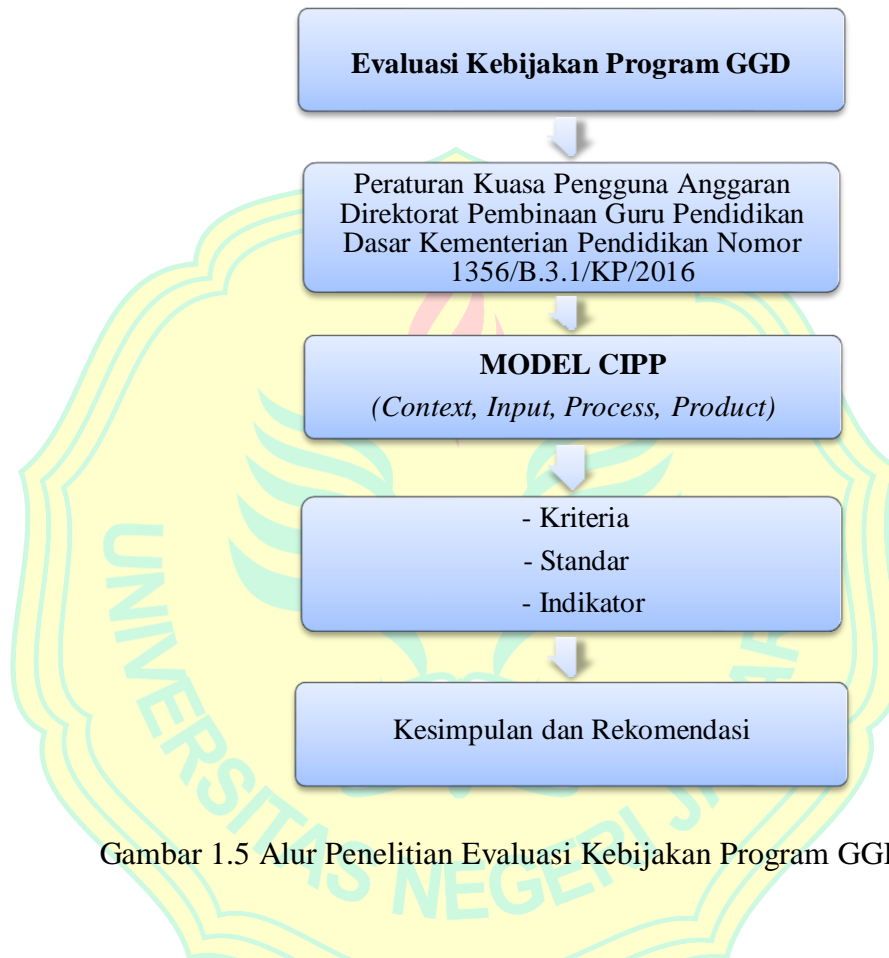 Evaluasi Kebijakan Program GGD
Peraturan Kuasa Pengguna Anggaran
Direktorat Pembinaan Guru Pendidikan
Dasar Kementerian Pendidikan Nomor
1356/B.3.1/KP/2016
MODEL CIPP
(Context, Input, Process, Product)
- Kriteria
- Standar
- Indikator
Kesimpulan dan Rekomendasi
Gambar 1.5 Alur Penelitian Evaluasi Kebijakan Program
UNIVERSITAS NEGERI